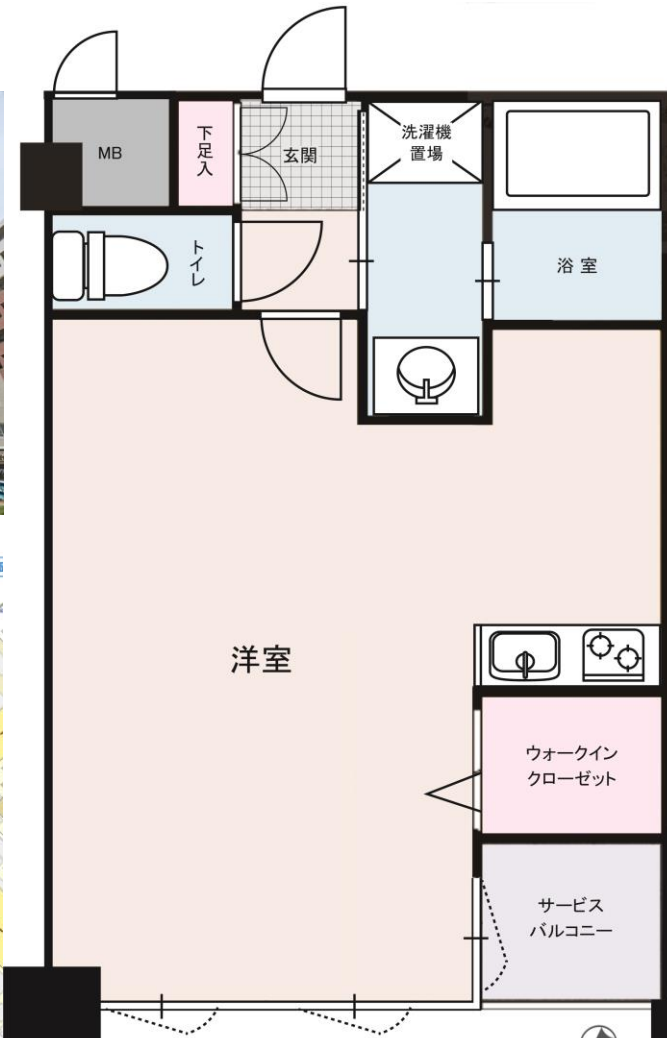 MB
下
足
入
玄関
洗濯機
置場
トイレ
浴室
洋室
ウォークイン
クローゼット
サービス
バルコニー